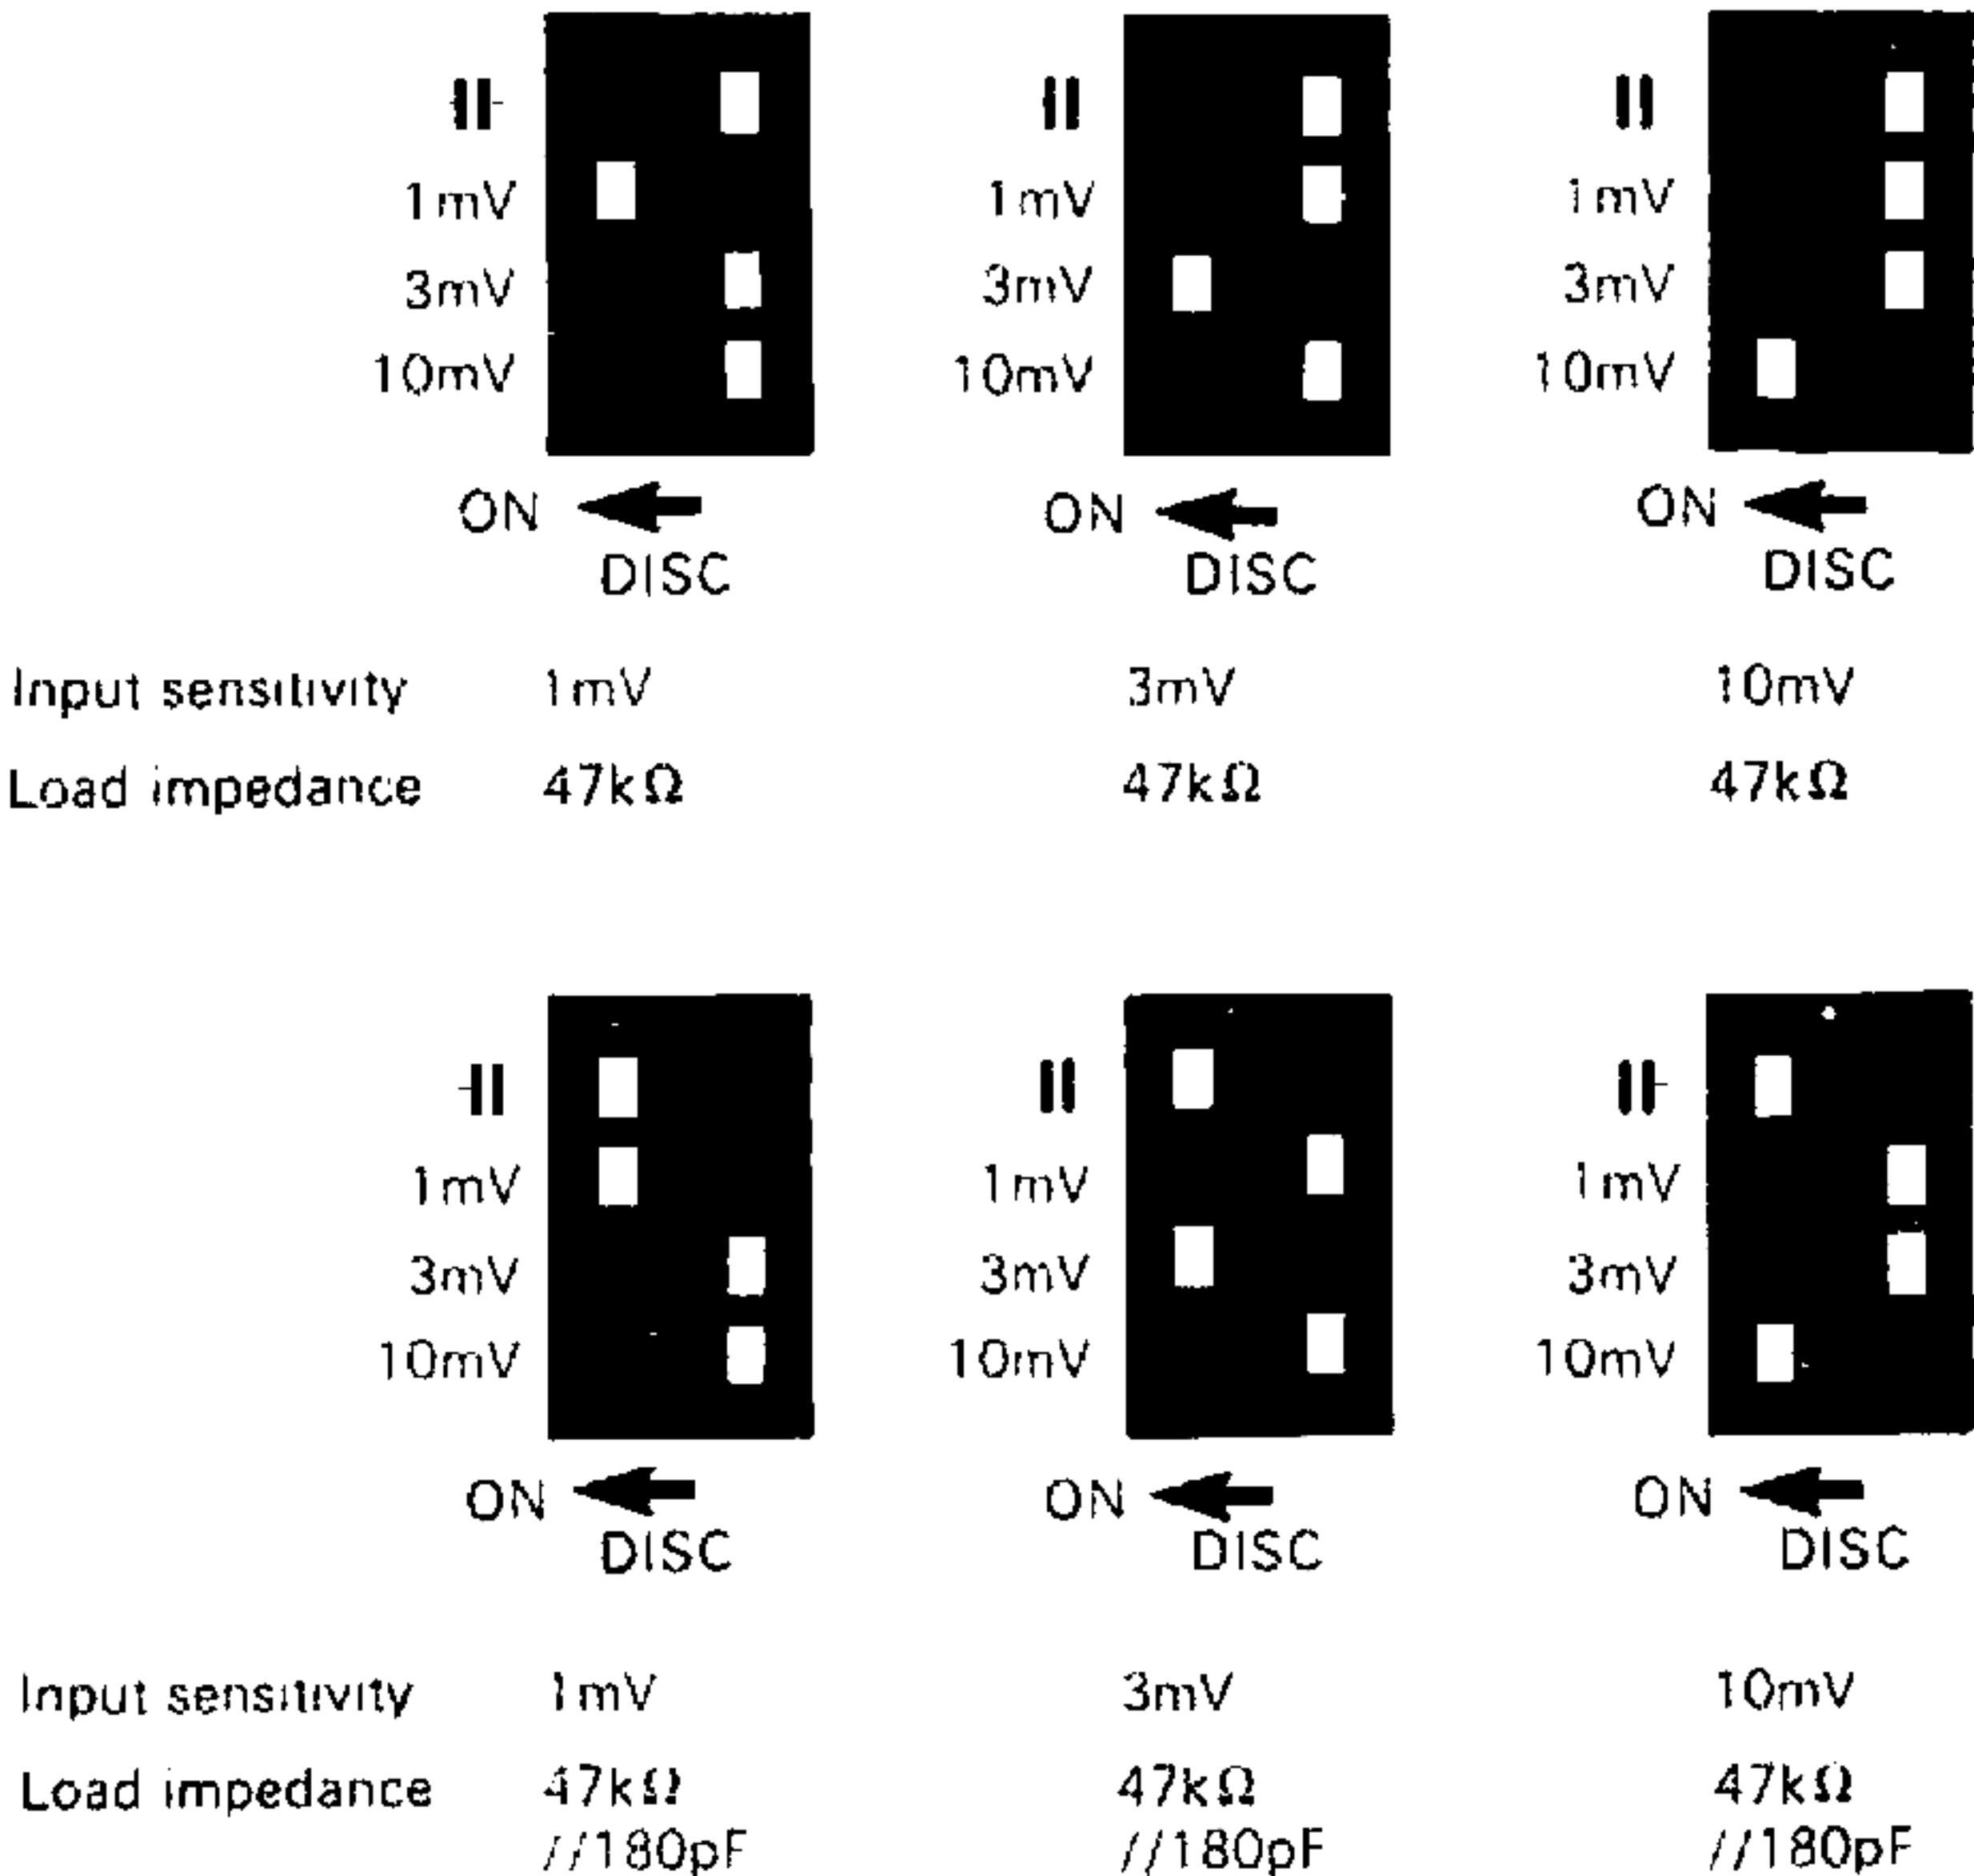 1mV 1mV 1mV
3mV 3mV 3mV
10mV 10mV 10mV
ON ON ON
DISC DISC DISC
Input sensitivity 1mV 3mV 10mV
Load impedance 47kΩ 47kΩ 47kΩ
1mV 1mV 1mV
3mV 3mV 3mV
10mV 10mV 10mV
ON ON ON
DISC DISC DISC
Input sensitivity 1mV 3mV 10mV
Load impedance 47kΩ 47kΩ 47kΩ
//180pF //180pF //180pF